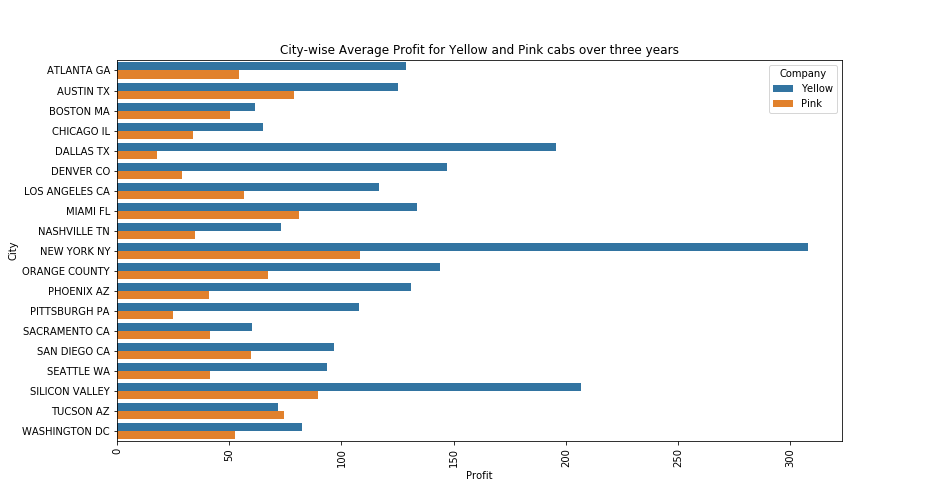 City-wise Average Profit for Yellow and Pink cabs over three years
Company
Yellow
Pink
City
ATLANTA GA
AUSTIN TX
BOSTON MA
CHICAGO IL
DALLAS TX
DENVER CO
LOS ANGELES CA
MIAMI FL
NASHVILLE TN
NEW YORK NY
ORANGE COUNTY
PHOENIX AZ
PITTSBURGH PA
SACRAMENTO CA
SAN DIEGO CA
SEATTLE WA
SILICON VALLEY
TUCSON AZ
WASHINGTON DC
0
50
100
150
200
250
300
Profit